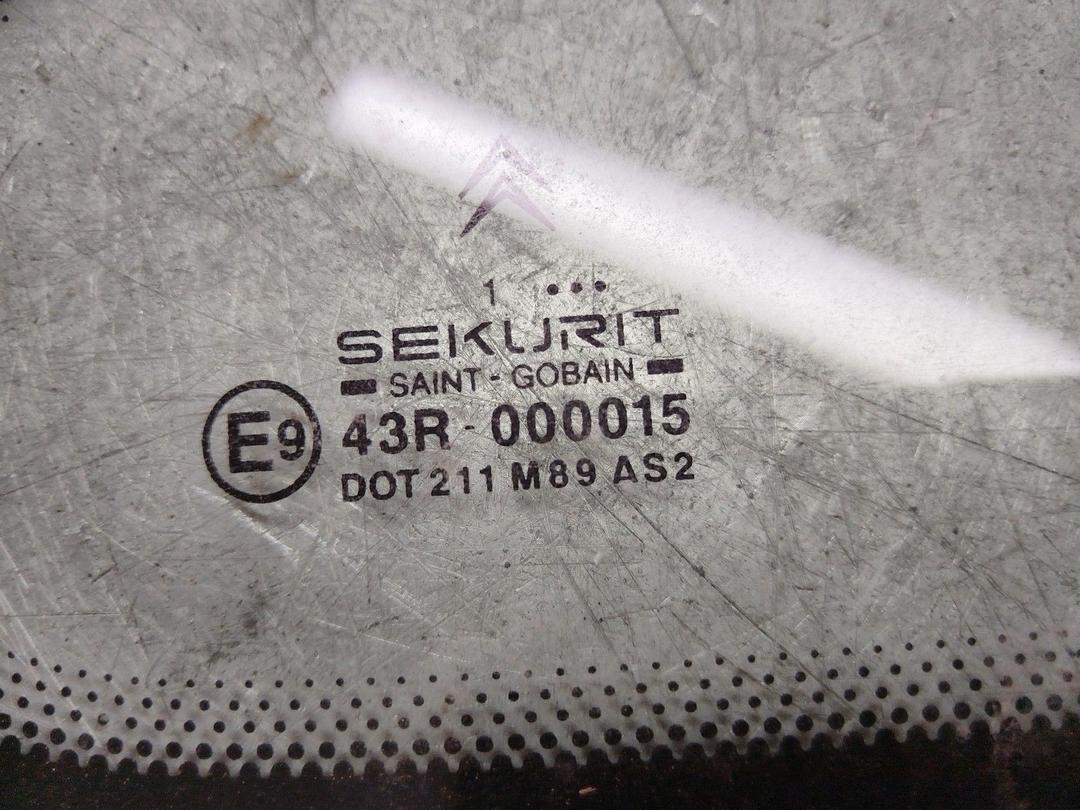 1 •••
SEKURIT
SAINT-GOBAIN
E9 43R-000015
DOT 211 M89 AS2